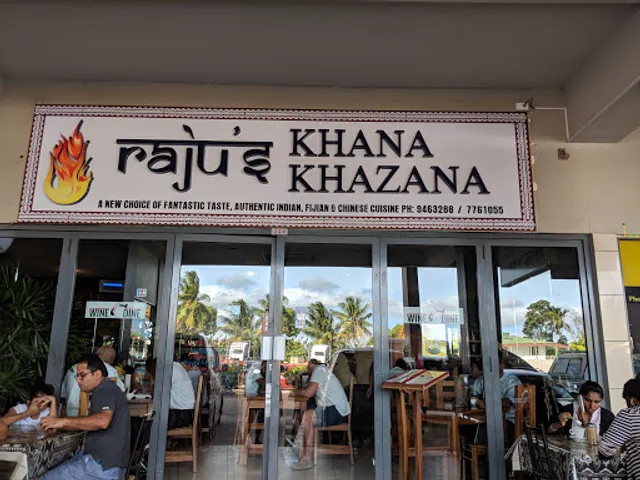 raju's
KHANA
KHAZANA
A NEW CHOICE OF FANTASTIC TASTE, AUTHENTIC INDIAN, FIJIAN & CHINESE CUISINE PH: 9463288 / 7761055
WINE DINE
WINE DINE